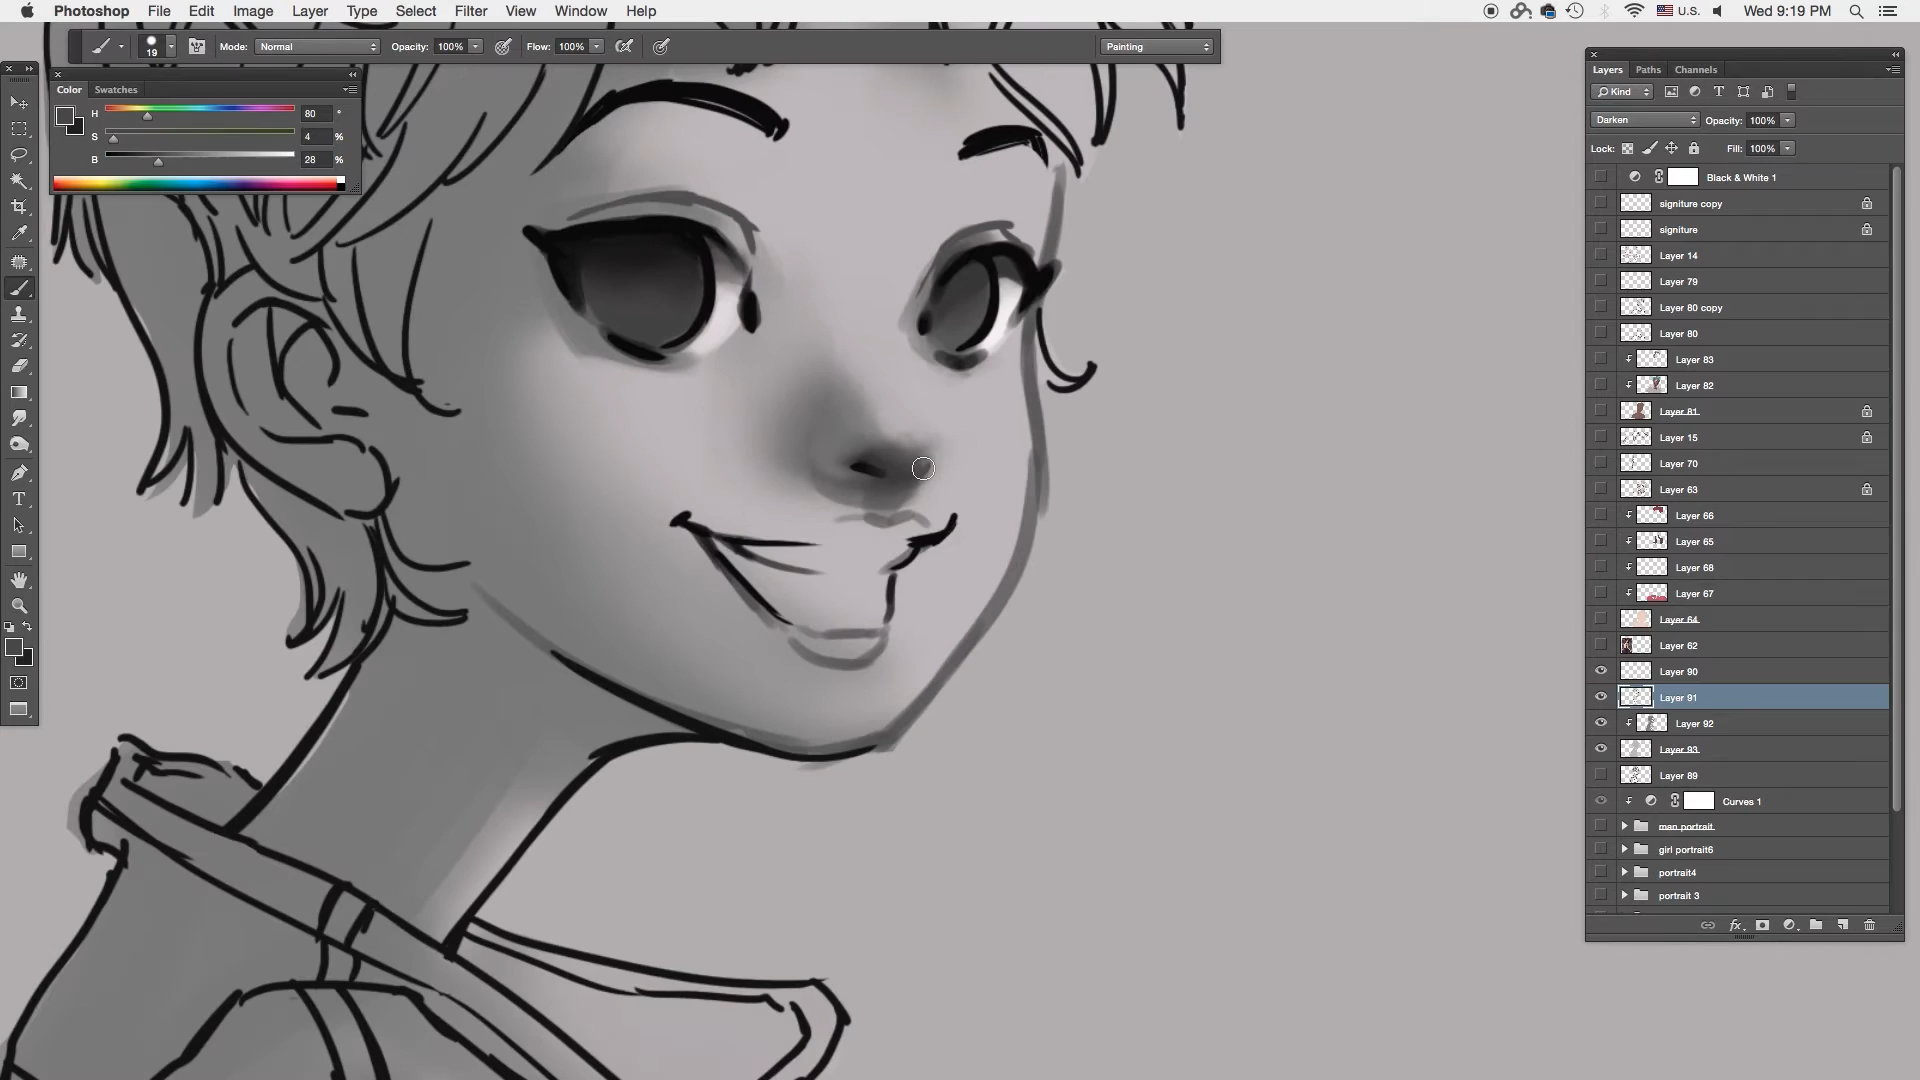 Photoshop File Edit Image Layer Type Select Filter View Window Help U.S. Wed 9:19 PM
19 Mode: Normal Opacity: 100% Flow: 100% Painting
Color Swatches
H 80 °
S 4 %
B 28 %
T
Layers Paths Channels
Kind T
Darken Opacity: 100%
Lock: Fill: 100%
Black & White 1
signiture copy
signiture
Layer 14
Layer 79
Layer 80 copy
Layer 80
Layer 83
Layer 82
Layer 81
Layer 15
Layer 70
Layer 63
Layer 66
Layer 65
Layer 68
Layer 67
Layer 64
Layer 62
Layer 90
Layer 91
Layer 92
Layer 93
Layer 89
Curves 1
man portrait
girl portrait6
portrait4
portrait 3
fx